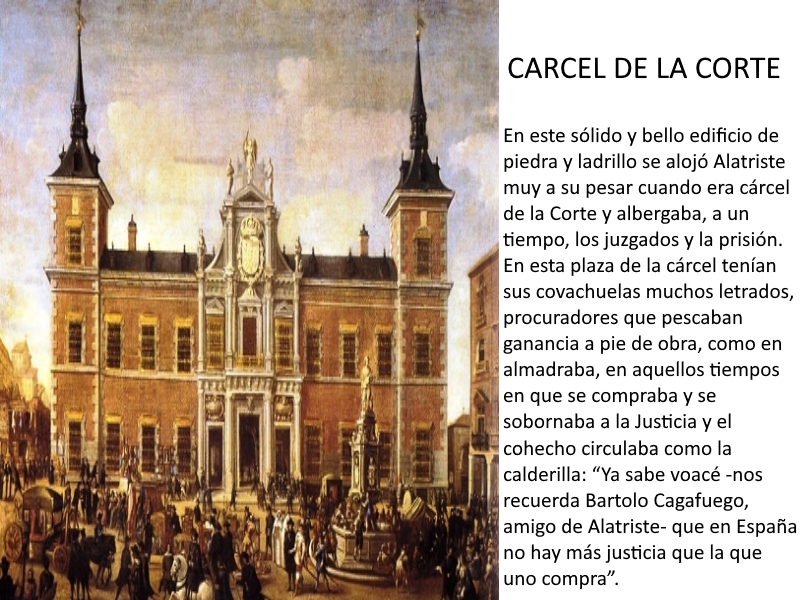 CARCEL DE LA CORTE
En este sólido y bello edificio de
piedra y ladrillo se alojó Alatriste
muy a su pesar cuando era cárcel
de la Corte y albergaba, a un
tiempo, los juzgados y la prisión.
En esta plaza de la cárcel tenían
sus covachuelas muchos letrados,
procuradores que pescaban
ganancia a pie de obra, como en
almadraba, en aquellos tiempos
en que se compraba y se
sobornaba a la Justicia y el
cohecho circulaba como la
calderilla: “Ya sabe voacé -nos
recuerda Bartolo Cagafuego,
amigo de Alatriste- que en España
no hay más justicia que la que
uno compra”.